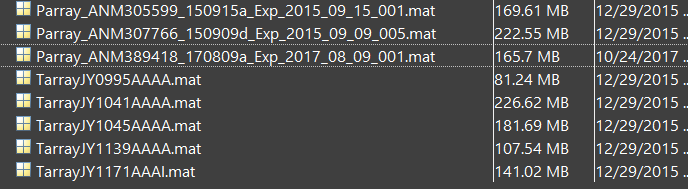 Parray_ANM305599_150915a_Exp_2015_09_15_001.mat 169.61 MB 12/29/2015 ..
Parray_ANM307766_150909d_Exp_2015_09_09_005.mat 222.55 MB 12/29/2015 ..
Parray_ANM389418_170809a_Exp_2017_08_09_001.mat 165.7 MB 10/24/2017 ..
TarrayJY0995AAAA.mat 81.24 MB 12/29/2015 ..
TarrayJY1041AAAA.mat 226.62 MB 12/29/2015 ..
TarrayJY1045AAAA.mat 181.69 MB 12/29/2015 ..
TarrayJY1139AAAA.mat 107.54 MB 12/29/2015 ..
TarrayJY1171AAAI.mat 141.02 MB 12/29/2015 ..